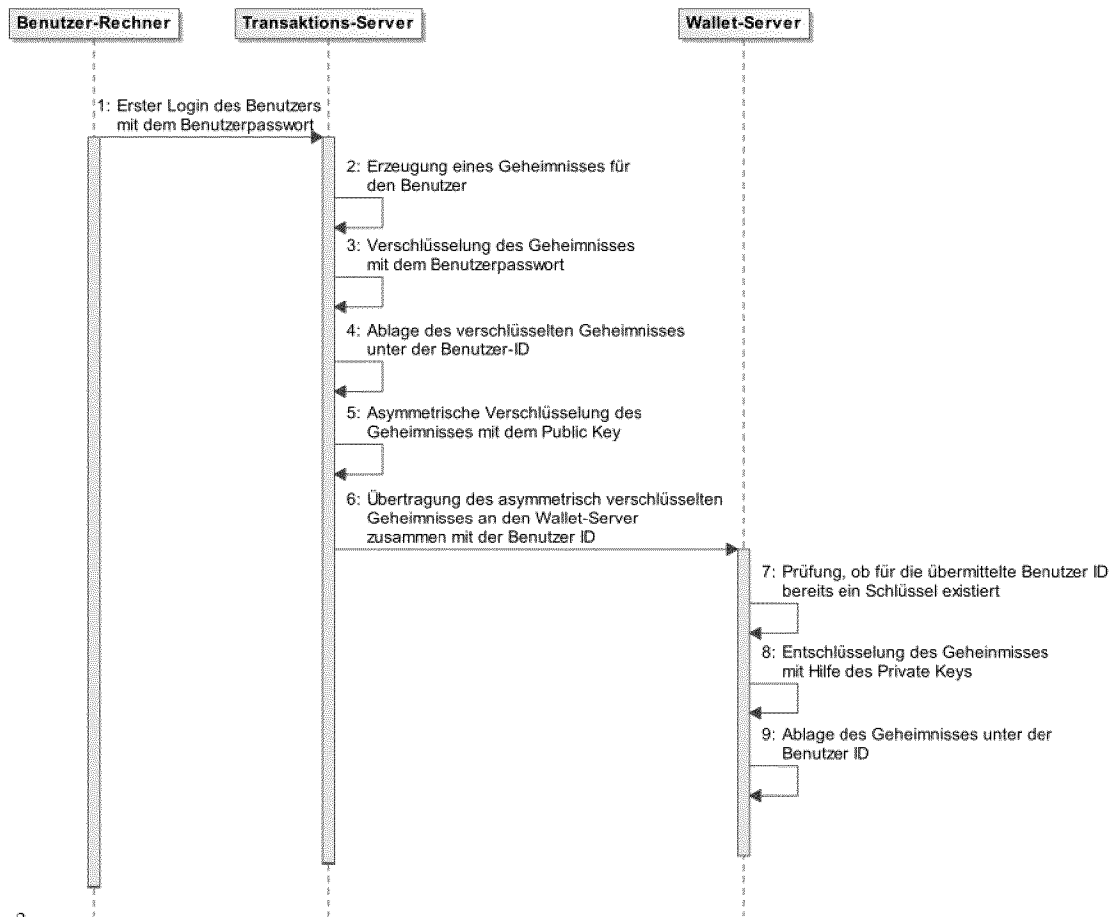 Benutzer-Rechner
Transaktions-Server
Wallet-Server
1: Erster Login des Benutzers
mit dem Benutzerpasswort
2: Erzeugung eines Geheimnisses für
den Benutzer
3: Verschlüsselung des Geheimnisses
mit dem Benutzerpasswort
4: Ablage des verschlüsselten Geheimnisses
unter der Benutzer-ID
5: Asymmetrische Verschlüsselung des
Geheimnisses mit dem Public Key
6: Übertragung des asymmetrisch verschlüsselten
Geheimnisses an den Wallet-Server
zusammen mit der Benutzer ID
7: Prüfung, ob für die übermittelte Benutzer ID
bereits ein Schlüssel existiert
8: Entschlüsselung des Geheinmisses
mit Hilfe des Private Keys
9: Ablage des Geheimnisses unter der
Benutzer ID